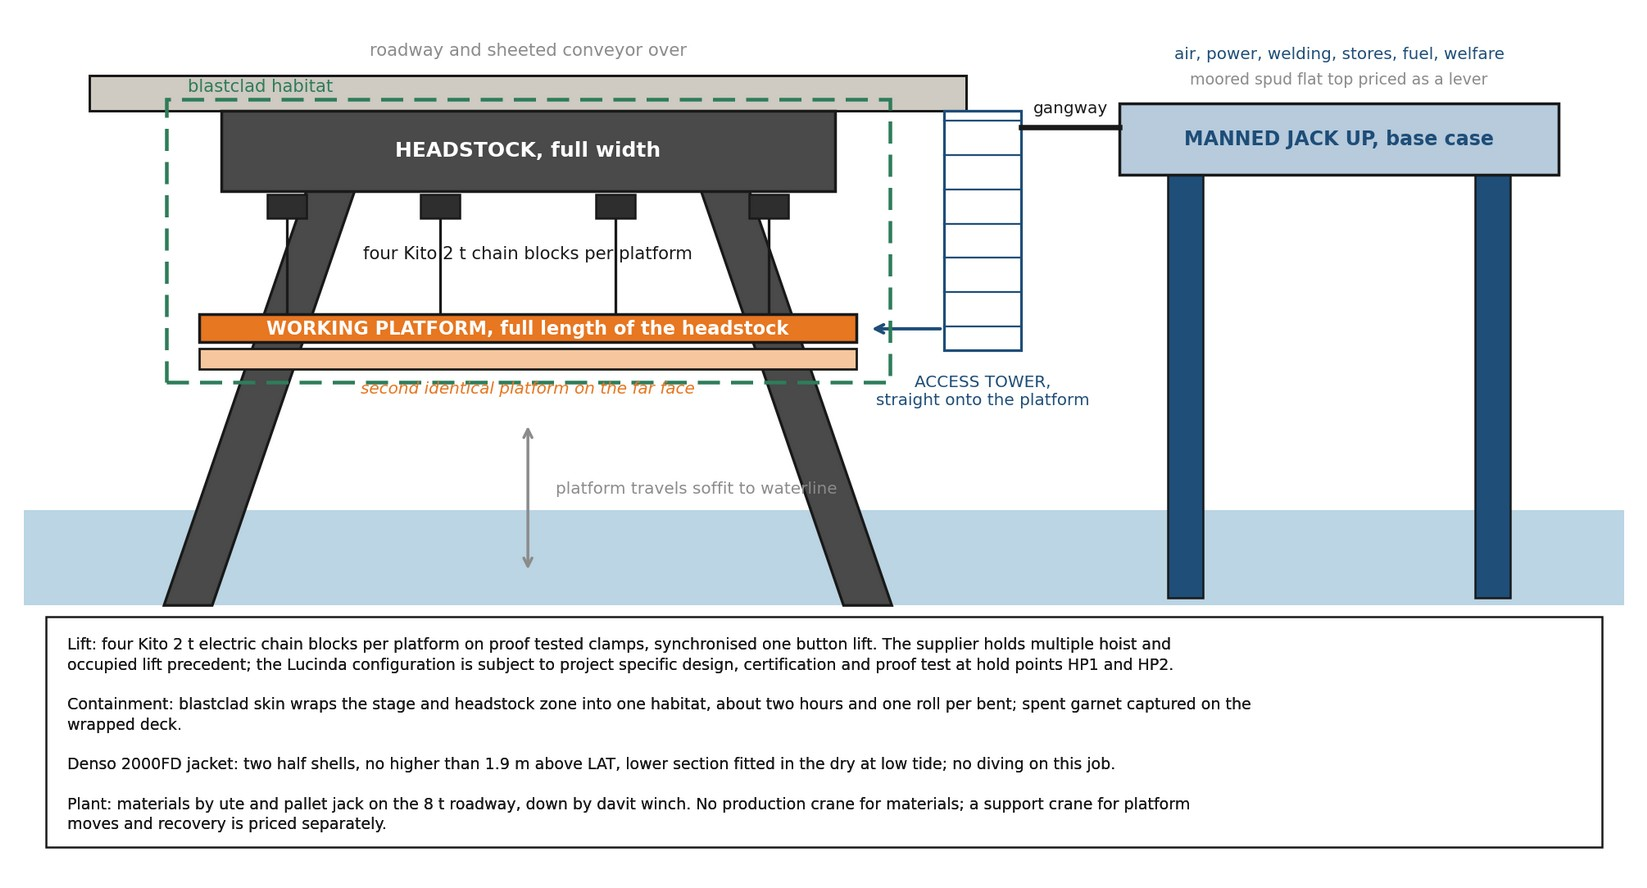 roadway and sheeted conveyor over
air, power, welding, stores, fuel, welfare
moored spud flat top priced as a lever
blastclad habitat
gangway
HEADSTOCK, full width
MANNED JACK UP, base case
four Kito 2 t chain blocks per platform
WORKING PLATFORM, full length of the headstock
second identical platform on the far face
ACCESS TOWER,
straight onto the platform
platform travels soffit to waterline
Lift: four Kito 2 t electric chain blocks per platform on proof tested clamps, synchronised one button lift. The supplier holds multiple hoist and
occupied lift precedent; the Lucinda configuration is subject to project specific design, certification and proof test at hold points HP1 and HP2.
Containment: blastclad skin wraps the stage and headstock zone into one habitat, about two hours and one roll per bent; spent garnet captured on the
wrapped deck.
Denso 2000FD jacket: two half shells, no higher than 1.9 m above LAT, lower section fitted in the dry at low tide; no diving on this job.
Plant: materials by ute and pallet jack on the 8 t roadway, down by davit winch. No production crane for materials; a support crane for platform
moves and recovery is priced separately.